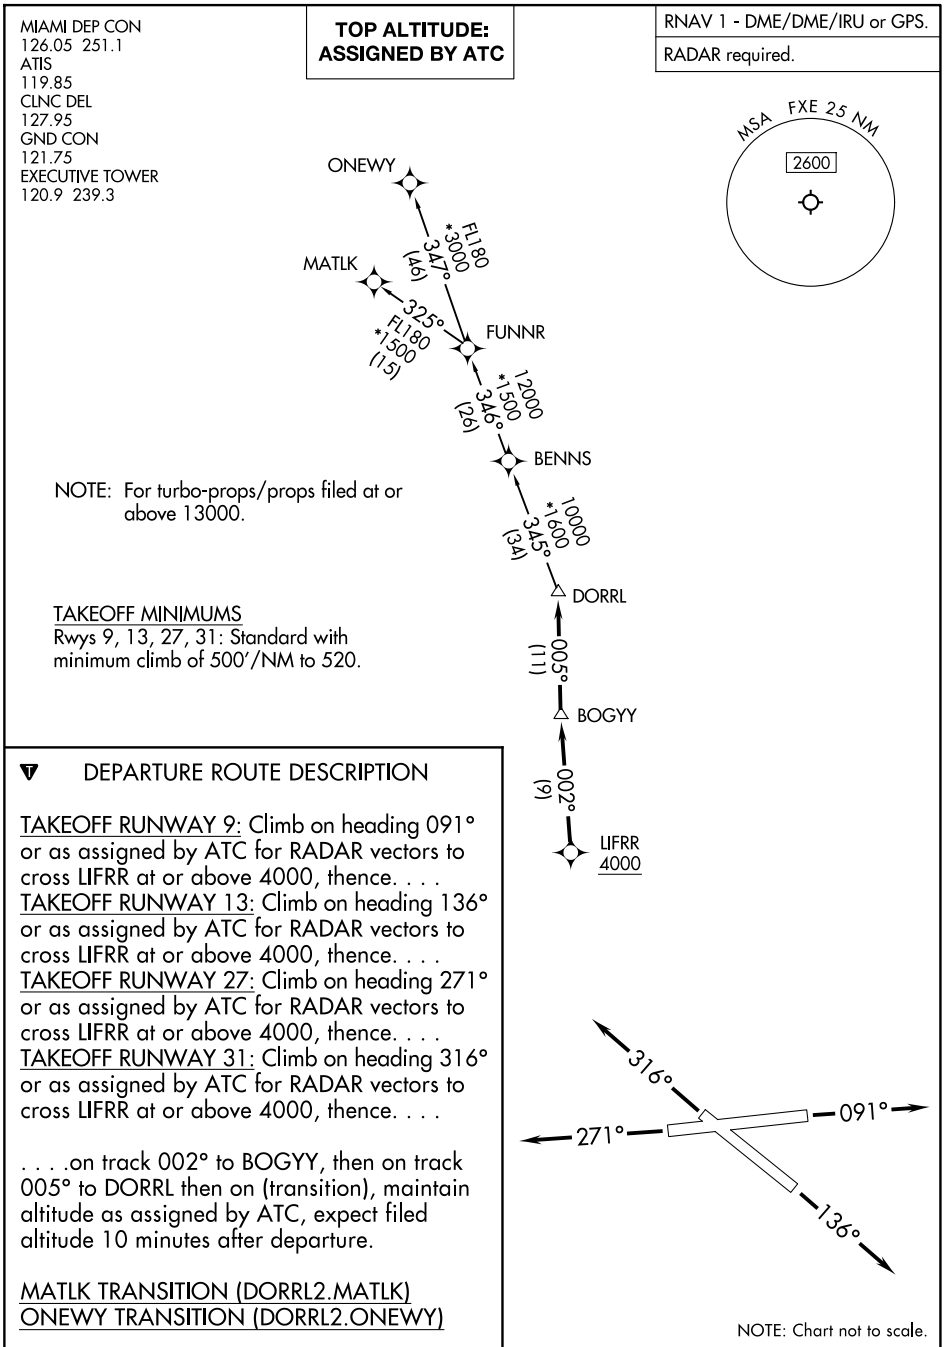 MIAMI DEP CON
126.05 251.1
ATIS
119.85
CLNC DEL
127.95
GND CON
121.75
EXECUTIVE TOWER
120.9 239.3
TOP ALTITUDE:
ASSIGNED BY ATC
RNAV 1 - DME/DME/IRU or GPS.
RADAR required.
MSA FXE 25 NM
2600
ONEWY
FL180
*3000
347°
(46)
MATLK
325°
FL180
*1500
(15)
FUNNR
12000
*1500
346°
(26)
BENNS
NOTE: For turbo-props/props filed at or
above 13000.
10000
*1600
345°
(34)
DORRL
TAKEOFF MINIMUMS
Rwys 9, 13, 27, 31: Standard with
minimum climb of 500'/NM to 520.
005°
(11)
BOGYY
002°
(9)
LIFRR
4000
T DEPARTURE ROUTE DESCRIPTION
TAKEOFF RUNWAY 9: Climb on heading 091°
or as assigned by ATC for RADAR vectors to
cross LIFRR at or above 4000, thence. . . .
TAKEOFF RUNWAY 13: Climb on heading 136°
or as assigned by ATC for RADAR vectors to
cross LIFRR at or above 4000, thence. . . .
TAKEOFF RUNWAY 27: Climb on heading 271°
or as assigned by ATC for RADAR vectors to
cross LIFRR at or above 4000, thence. . . .
TAKEOFF RUNWAY 31: Climb on heading 316°
or as assigned by ATC for RADAR vectors to
cross LIFRR at or above 4000, thence. . . .
. . . .on track 002° to BOGYY, then on track
005° to DORRL then on (transition), maintain
altitude as assigned by ATC, expect filed
altitude 10 minutes after departure.
MATLK TRANSITION (DORRL2.MATLK)
ONEWY TRANSITION (DORRL2.ONEWY)
316°
091°
271°
136°
NOTE: Chart not to scale.